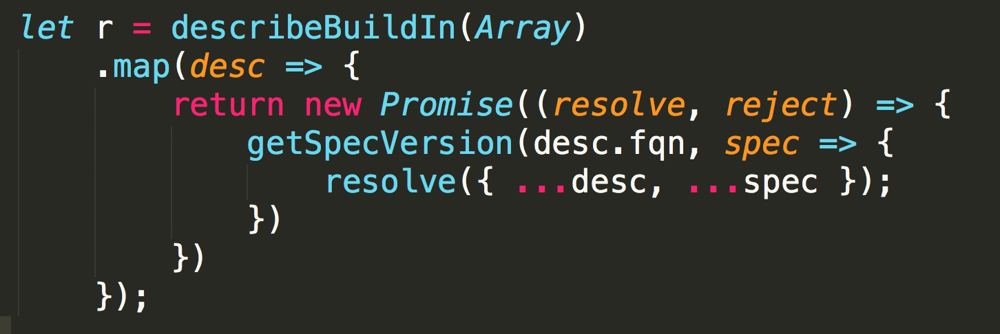 let r = describeBuildIn(Array)
    .map(desc => {
        return new Promise((resolve, reject) => {
            getSpecVersion(desc.fqn, spec => {
                resolve({ ...desc, ...spec });
            })
        })
    });